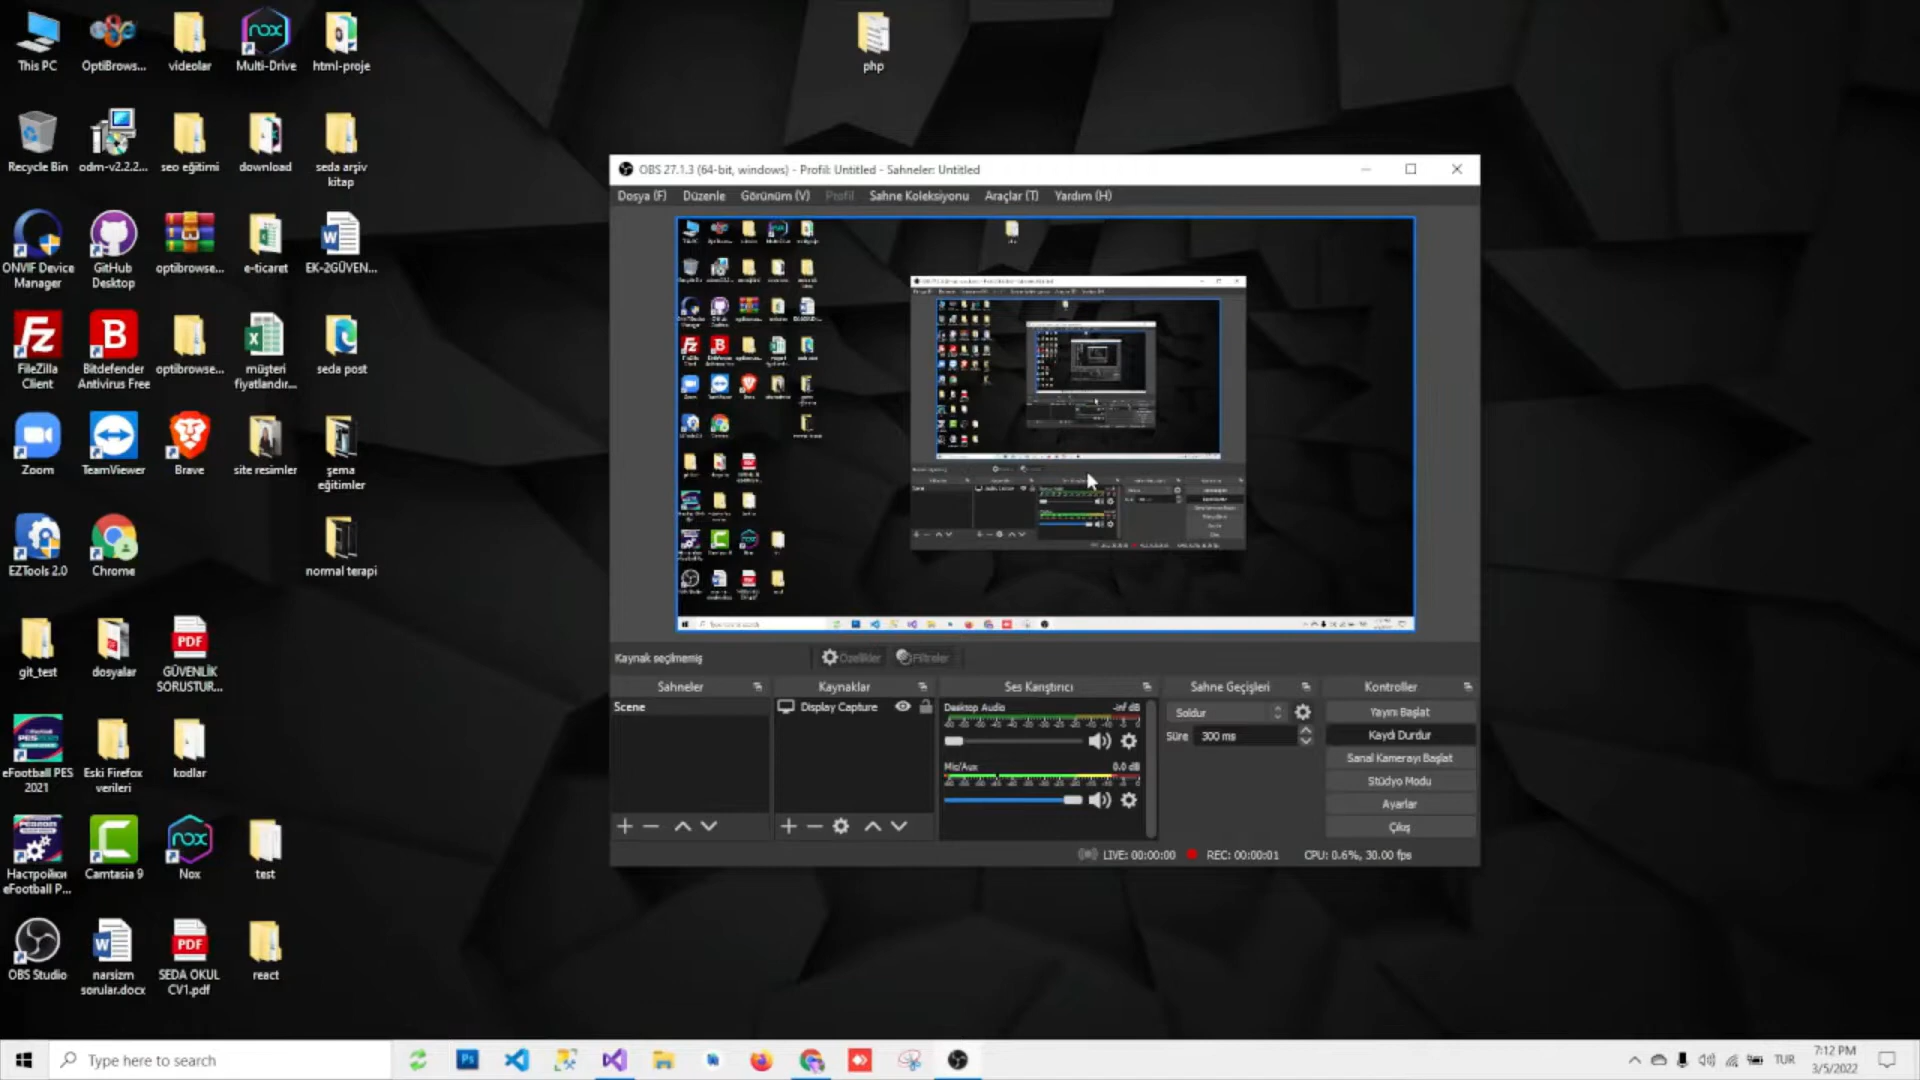 This PC
OptiBrows...
videolar
Multi-Drive
html-proje
php
Recycle Bin
odm-v2.2.2...
seo eğitimi
download
seda arşiv
kitap
ONVIF Device
Manager
GitHub
Desktop
optibrowse...
e-ticaret
EK-2GÜVEN...
FileZilla
Client
Bitdefender
Antivirus Free
optibrowse...
müşteri
fiyatlandır...
seda post
Zoom
TeamViewer
Brave
site resimler
şema
eğitimler
EZTools 2.0
Chrome
normal terapi
git_test
dosyalar
GÜVENLİK
SORUSTUR...
eFootball PES
2021
Eski Firefox
verileri
kodlar
Настройки
eFootball P...
Camtasia 9
Nox
test
OBS Studio
narsizm
sorular.docx
SEDA OKUL
CV1.pdf
react
OBS 27.1.3 (64-bit, windows) - Profil: Untitled - Sahneler: Untitled
Dosya (F) Düzenle Görünüm (V) Profil Sahne Koleksiyonu Araçlar (T) Yardım (H)
Kaynak seçilmemiş
Özellikler
Filtreler
Sahneler
Kaynaklar
Ses Karıştırıcı
Sahne Geçişleri
Kontroller
Scene
Display Capture
Desktop Audio
-inf dB
Mic/Aux
0.0 dB
Soldur
Süre 300 ms
Yayını Başlat
Kaydı Durdur
Sanal Kamerayı Başlat
Stüdyo Modu
Ayarlar
Çıkış
LIVE: 00:00:00
REC: 00:00:01
CPU: 0.6%, 30.00 fps
Type here to search
TUR
7:12 PM
3/5/2022